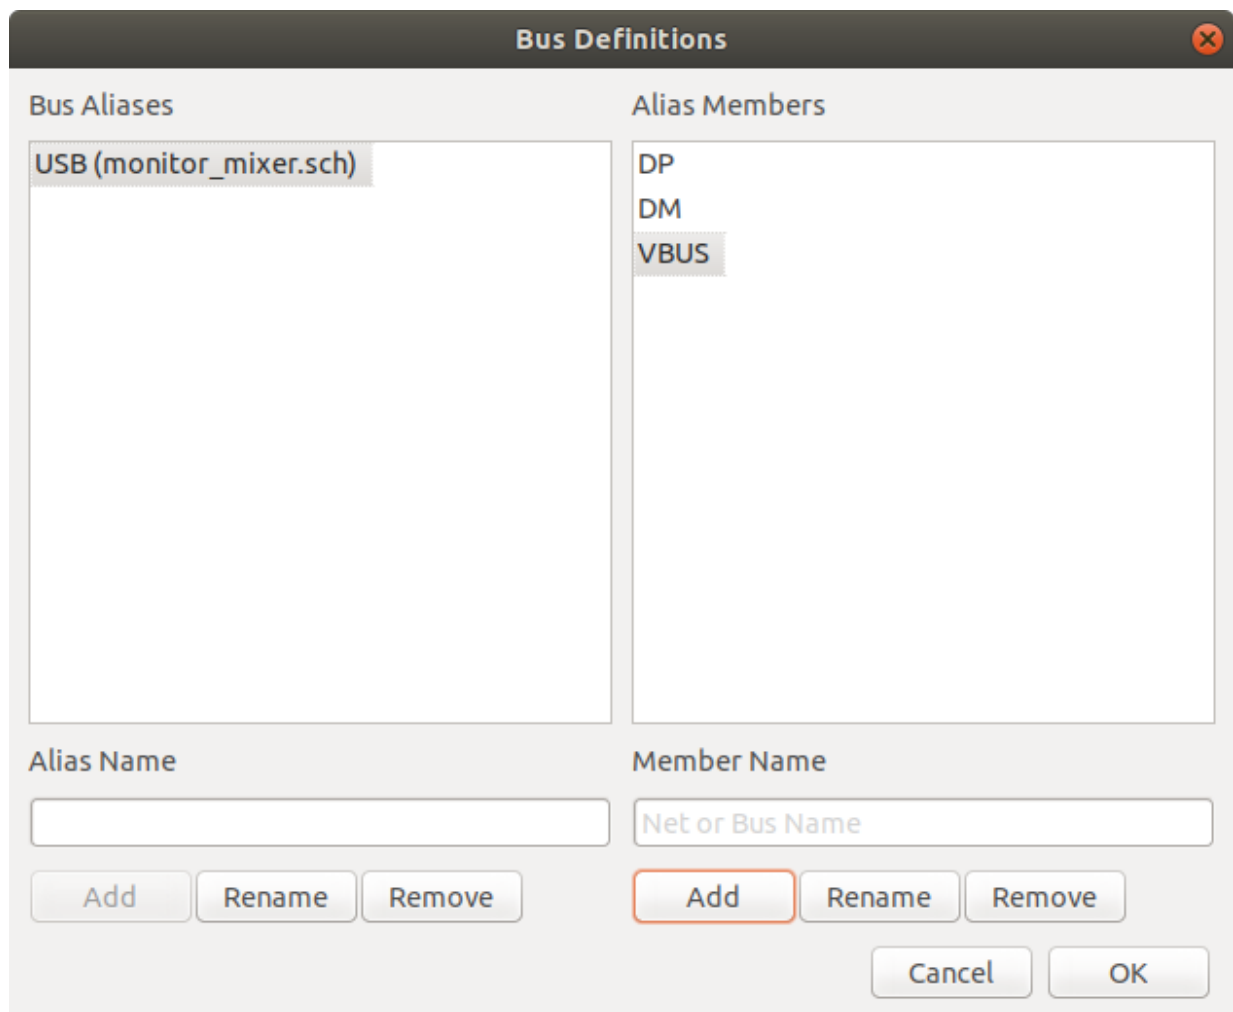 Bus Definitions
Bus Aliases
Alias Members
USB (monitor_mixer.sch)
DP
DM
VBUS
Alias Name
Member Name
Net or Bus Name
Add Rename Remove
Add Rename Remove
Cancel OK